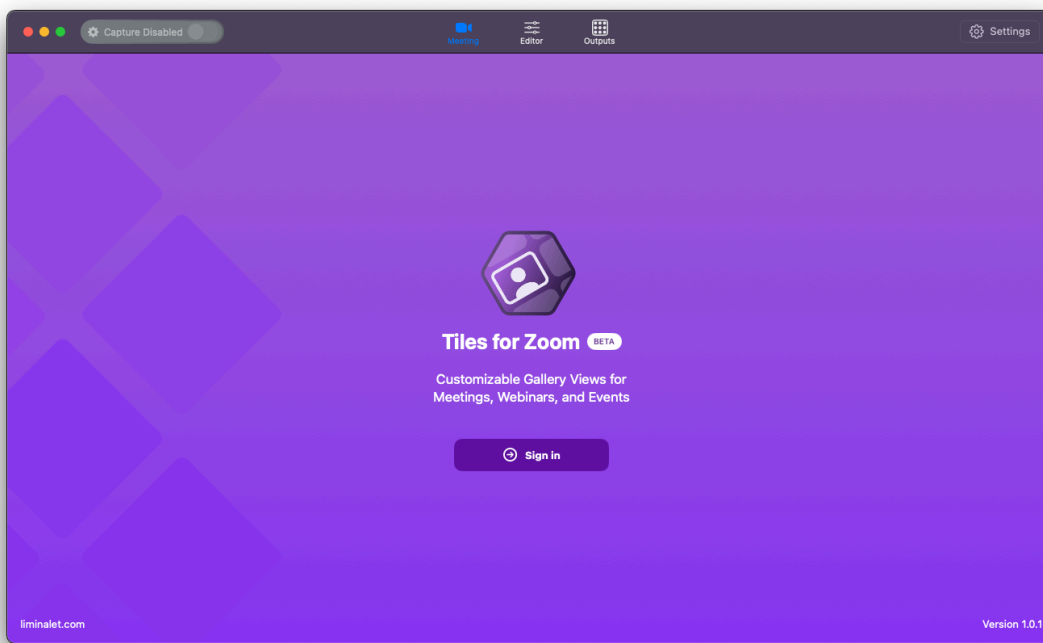 Capture Disabled
Meeting
Editor
Outputs
Settings
Tiles for Zoom BETA
Customizable Gallery Views for
Meetings, Webinars, and Events
Sign in
liminalet.com
Version 1.0.1